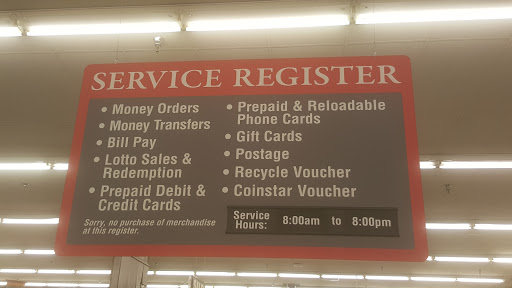 SERVICE REGISTER
• Money Orders
• Money Transfers
• Bill Pay
• Lotto Sales &
Redemption
• Prepaid Debit &
Credit Cards
Sorry, no purchase of merchandise
at this register.
• Prepaid & Reloadable
Phone Cards
• Gift Cards
• Postage
• Recycle Voucher
• Coinstar Voucher
Service
Hours: 8:00am to 8:00pm